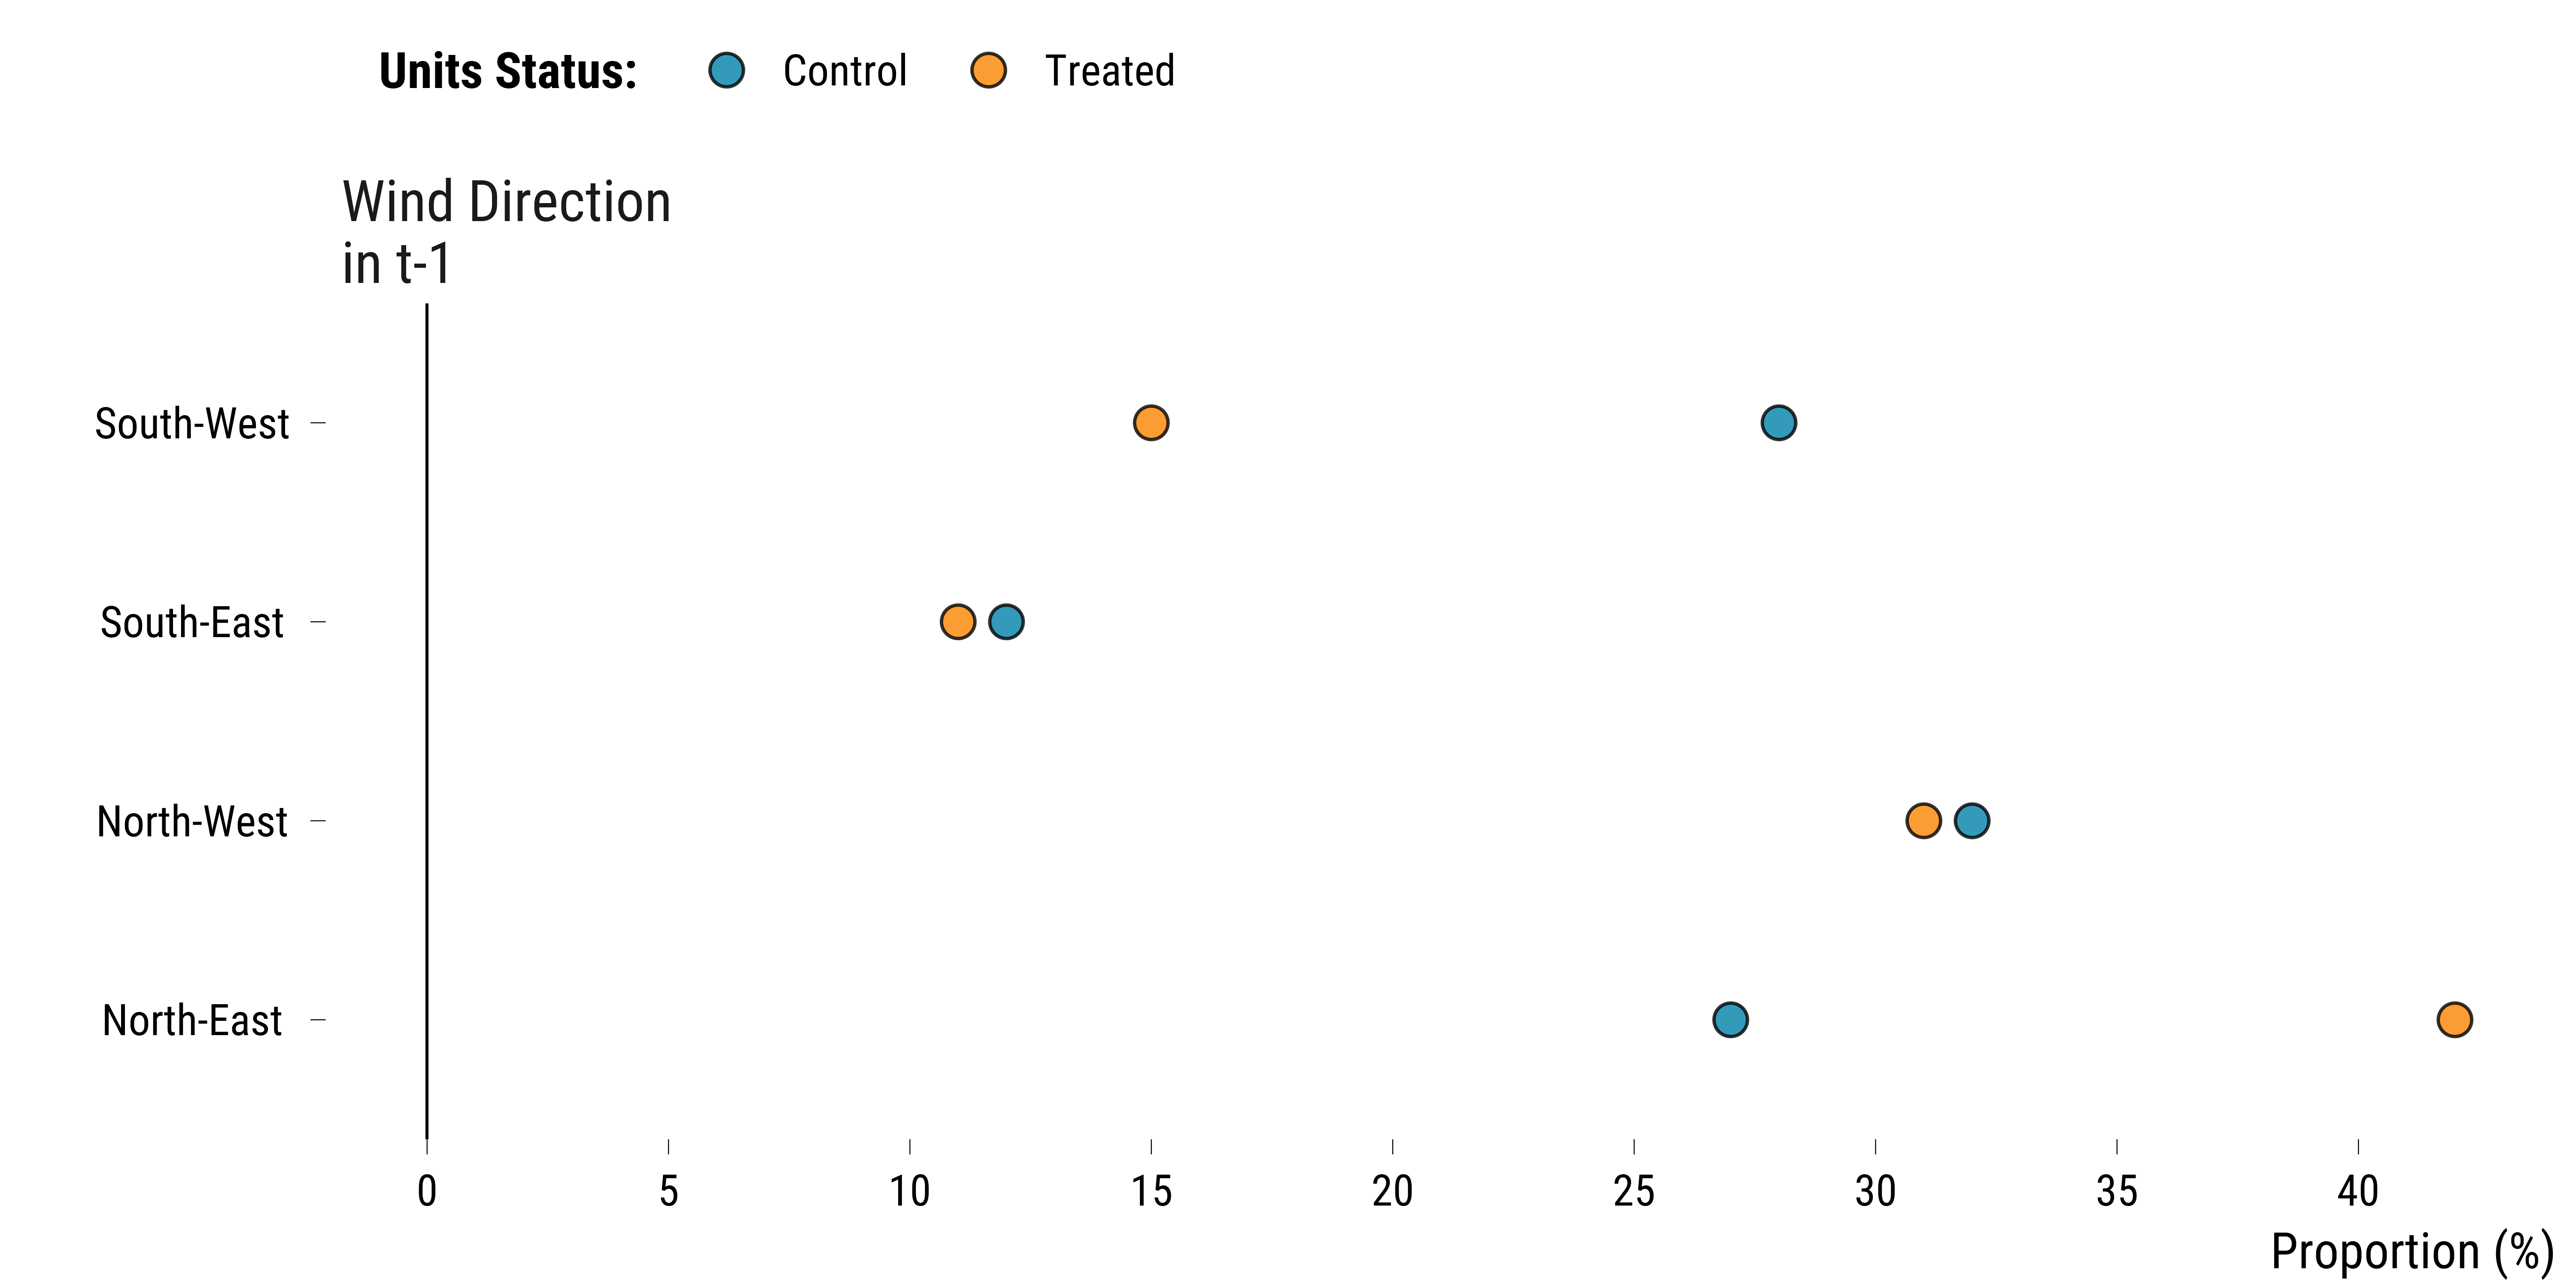 Units Status: Control Treated
Wind Direction
in t-1
South-West
South-East
North-West
North-East
0 5 10 15 20 25 30 35 40
Proportion (%)